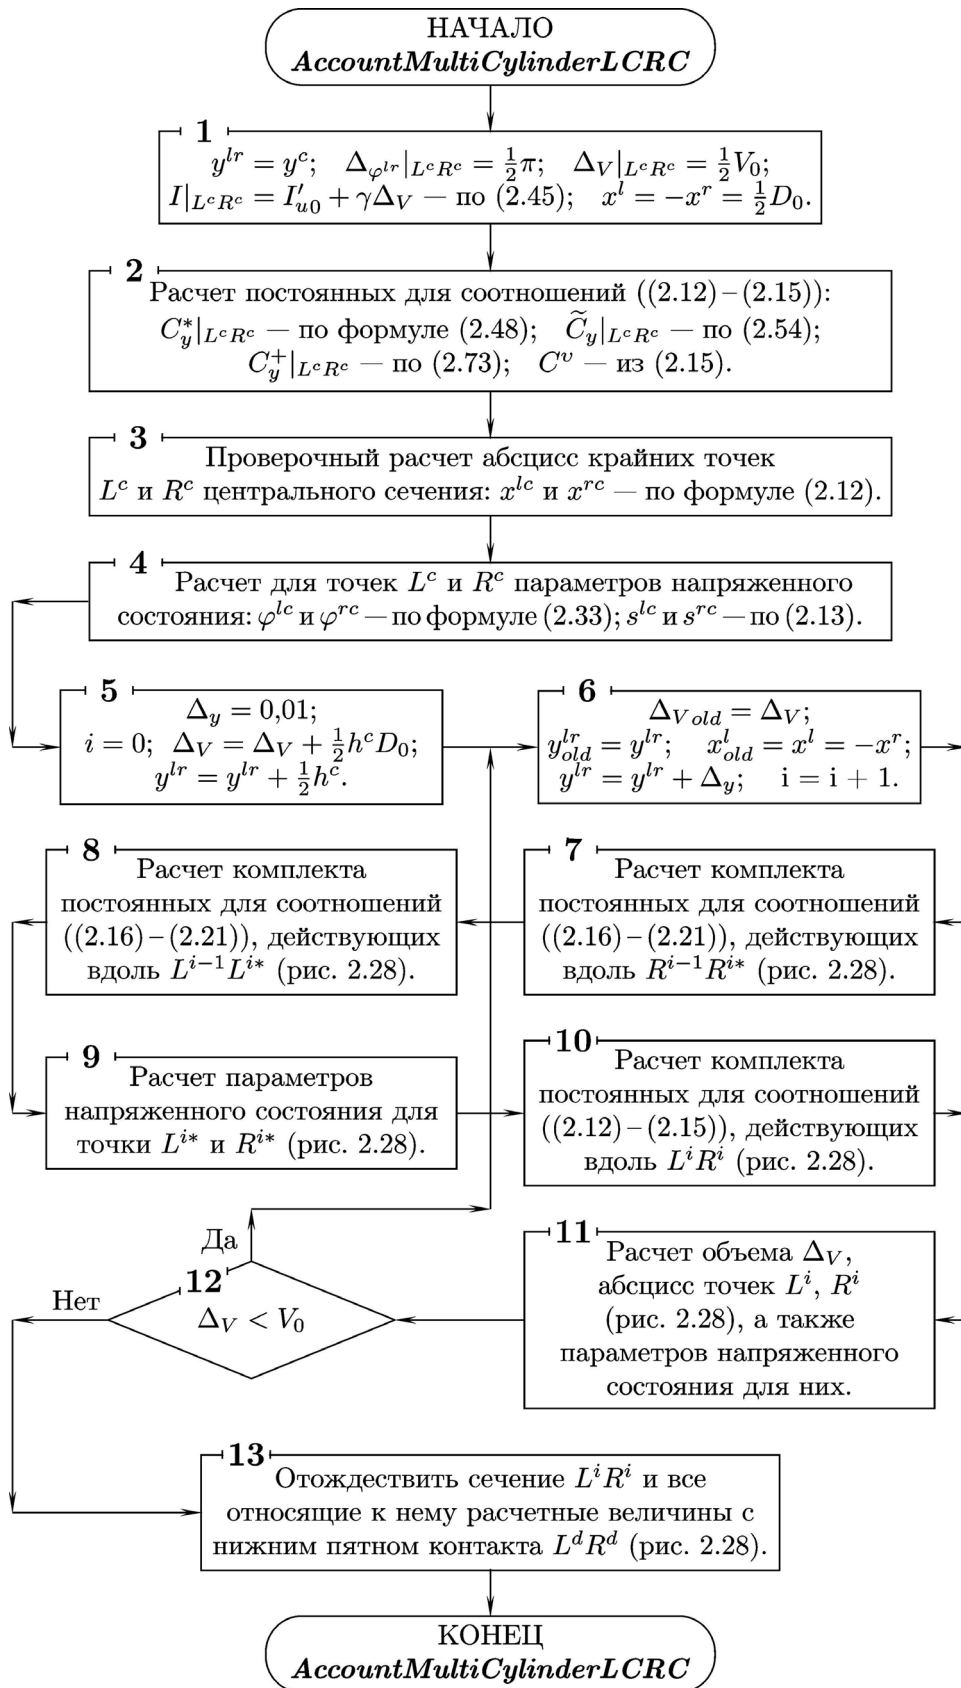 НАЧАЛО
AccountMultiCylinderLCRC
1
y^{lr} = y^c; Δ_{φ^{lr}}|_{L^cR^c} = ½π; Δ_V|_{L^cR^c} = ½V_0;
I|_{L^cR^c} = I′_{u0} + γΔ_V — по (2.45); x^l = −x^r = ½D_0.
2
Расчет постоянных для соотношений ((2.12) – (2.15)):
C^*_y|_{L^cR^c} — по формуле (2.48); C̃_y|_{L^cR^c} — по (2.54);
C^+_y|_{L^cR^c} — по (2.73); C^υ — из (2.15).
3
Проверочный расчет абсцисс крайних точек
L^c и R^c центрального сечения: x^{lc} и x^{rc} — по формуле (2.12).
4
Расчет для точек L^c и R^c параметров напряженного
состояния: φ^{lc} и φ^{rc} — по формуле (2.33); s^{lc} и s^{rc} — по (2.13).
5
Δ_y = 0,01;
i = 0; Δ_V = Δ_V + ½h^cD_0;
y^{lr} = y^{lr} + ½h^c.
6
Δ_{V old} = Δ_V;
y^{lr}_{old} = y^{lr}; x^l_{old} = x^l = −x^r;
y^{lr} = y^{lr} + Δ_y; i = i + 1.
8
Расчет комплекта
постоянных для соотношений
((2.16) – (2.21)), действующих
вдоль L^{i−1}L^{i*} (рис. 2.28).
7
Расчет комплекта
постоянных для соотношений
((2.16) – (2.21)), действующих
вдоль R^{i−1}R^{i*} (рис. 2.28).
9
Расчет параметров
напряженного состояния для
точки L^{i*} и R^{i*} (рис. 2.28).
10
Расчет комплекта
постоянных для соотношений
((2.12) – (2.15)), действующих
вдоль L^iR^i (рис. 2.28).
11
Расчет объема Δ_V,
абсцисс точек L^i, R^i
(рис. 2.28), а также
параметров напряженного
состояния для них.
Да
12
Нет
Δ_V < V_0
13
Отождествить сечение L^iR^i и все
относящие к нему расчетные величины с
нижним пятном контакта L^dR^d (рис. 2.28).
КОНЕЦ
AccountMultiCylinderLCRC